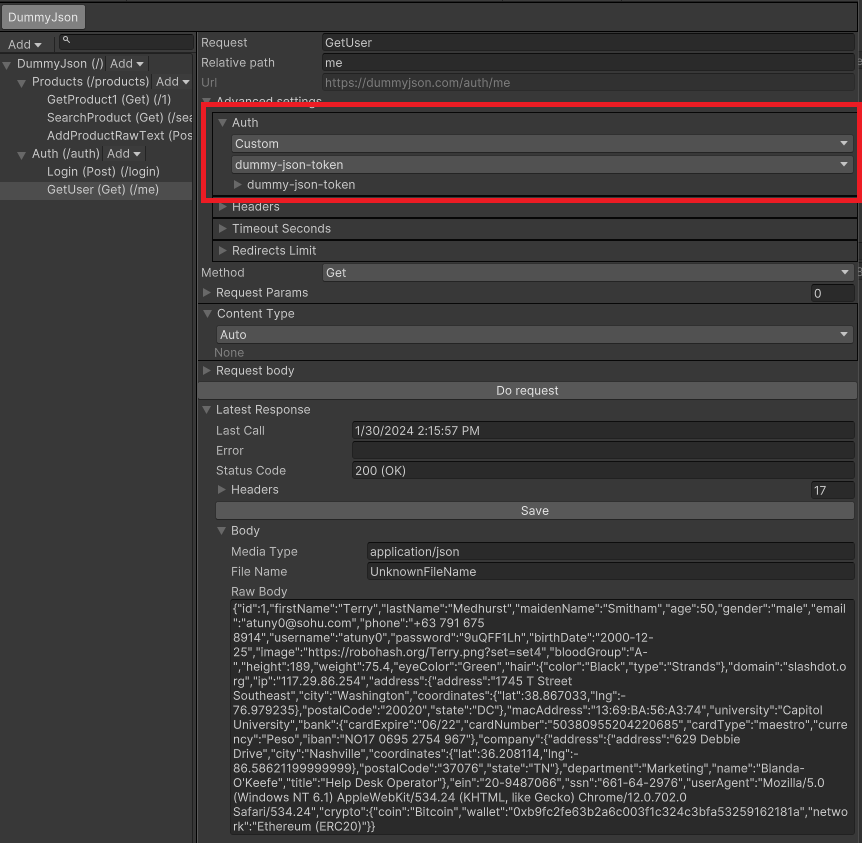 DummyJson
Add
DummyJson (/) Add
Products (/products) Add
GetProduct1 (Get) (/1)
SearchProduct (Get) (/sea
AddProductRawText (Pos
Auth (/auth) Add
Login (Post) (/login)
GetUser (Get) (/me)
Request GetUser
Relative path me
Url https://dummyjson.com/auth/me
Advanced settings
Auth
Custom
dummy-json-token
dummy-json-token
Headers
Timeout Seconds
Redirects Limit
Method Get
Request Params 0
Content Type
Auto
None
Request body
Do request
Latest Response
Last Call 1/30/2024 2:15:57 PM
Error
Status Code 200 (OK)
Headers 17
Save
Body
Media Type application/json
File Name UnknownFileName
Raw Body
{"id":1,"firstName":"Terry","lastName":"Medhurst","maidenName":"Smitham","age":50,"gender":"male","email
":"atuny0@sohu.com","phone":"+63 791 675
8914","username":"atuny0","password":"9uQFF1Lh","birthDate":"2000-12-
25","image":"https://robohash.org/Terry.png?set=set4","bloodGroup":"A-
","height":189,"weight":75.4,"eyeColor":"Green","hair":{"color":"Black","type":"Strands"},"domain":"slashdot.o
rg","ip":"117.29.86.254","address":{"address":"1745 T Street
Southeast","city":"Washington","coordinates":{"lat":38.867033,"lng":-
76.979235},"postalCode":"20020","state":"DC"},"macAddress":"13:69:BA:56:A3:74","university":"Capitol
University","bank":{"cardExpire":"06/22","cardNumber":"50380955204220685","cardType":"maestro","curre
ncy":"Peso","iban":"NO17 0695 2754 967"},"company":{"address":{"address":"629 Debbie
Drive","city":"Nashville","coordinates":{"lat":36.208114,"lng":-
86.58621199999999},"postalCode":"37076","state":"TN"},"department":"Marketing","name":"Blanda-
O'Keefe","title":"Help Desk Operator"},"ein":"20-9487066","ssn":"661-64-2976","userAgent":"Mozilla/5.0
(Windows NT 6.1) AppleWebKit/534.24 (KHTML, like Gecko) Chrome/12.0.702.0
Safari/534.24","crypto":{"coin":"Bitcoin","wallet":"0xb9fc2fe63b2a6c003f1c324c3bfa53259162181a","networ
k":"Ethereum (ERC20)"}}